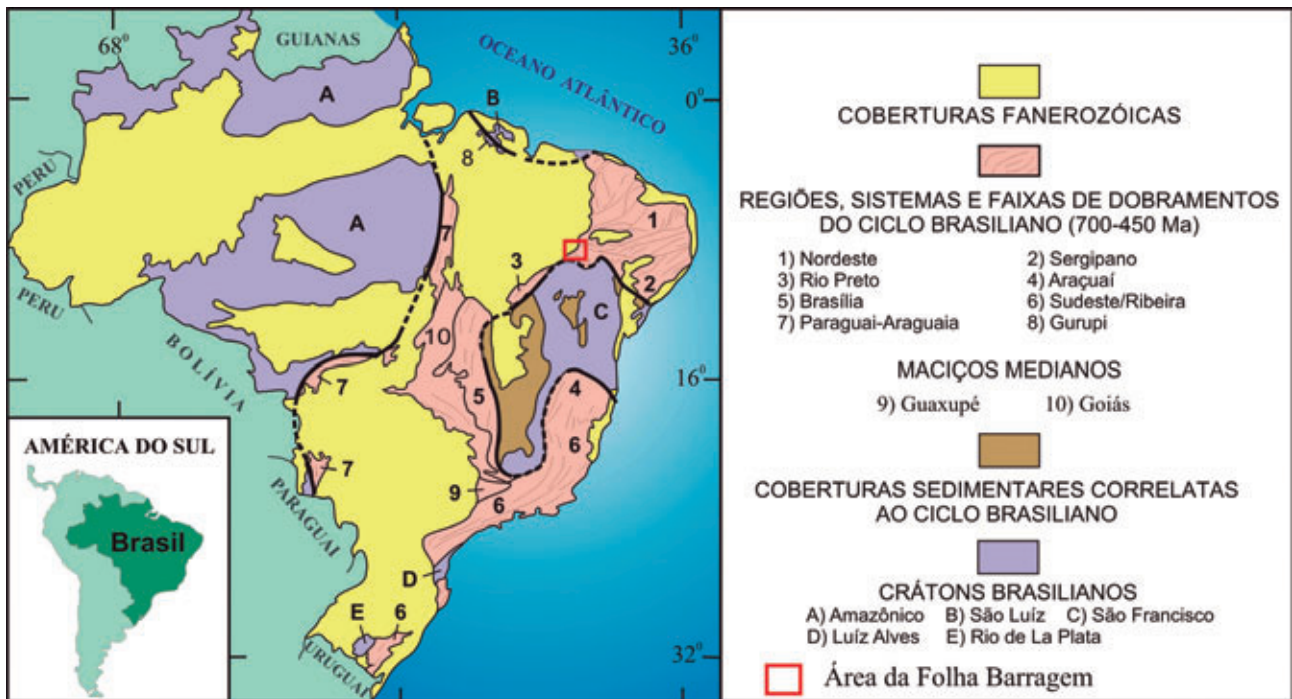 68°
GUIANAS
36°
OCEANO ATLÂNTICO
A
B
0°
8
PERU
A
7
1
3
2
C
PERU
10
BOLÍVIA
16°
7
5
4
6
AMÉRICA DO SUL
7
9
6
PARAGUAI
Brasil
D
E
6
URUGUAI
32°
COBERTURAS FANEROZÓICAS
REGIÕES, SISTEMAS E FAIXAS DE DOBRAMENTOS
DO CICLO BRASILIANO (700-450 Ma)
1) Nordeste 2) Sergipano
3) Rio Preto 4) Araçuaí
5) Brasília 6) Sudeste/Ribeira
7) Paraguai-Araguaia 8) Gurupi
MACIÇOS MEDIANOS
9) Guaxupé 10) Goiás
COBERTURAS SEDIMENTARES CORRELATAS
AO CICLO BRASILIANO
CRÁTONS BRASILIANOS
A) Amazônico B) São Luíz C) São Francisco
D) Luíz Alves E) Rio de La Plata
Área da Folha Barragem